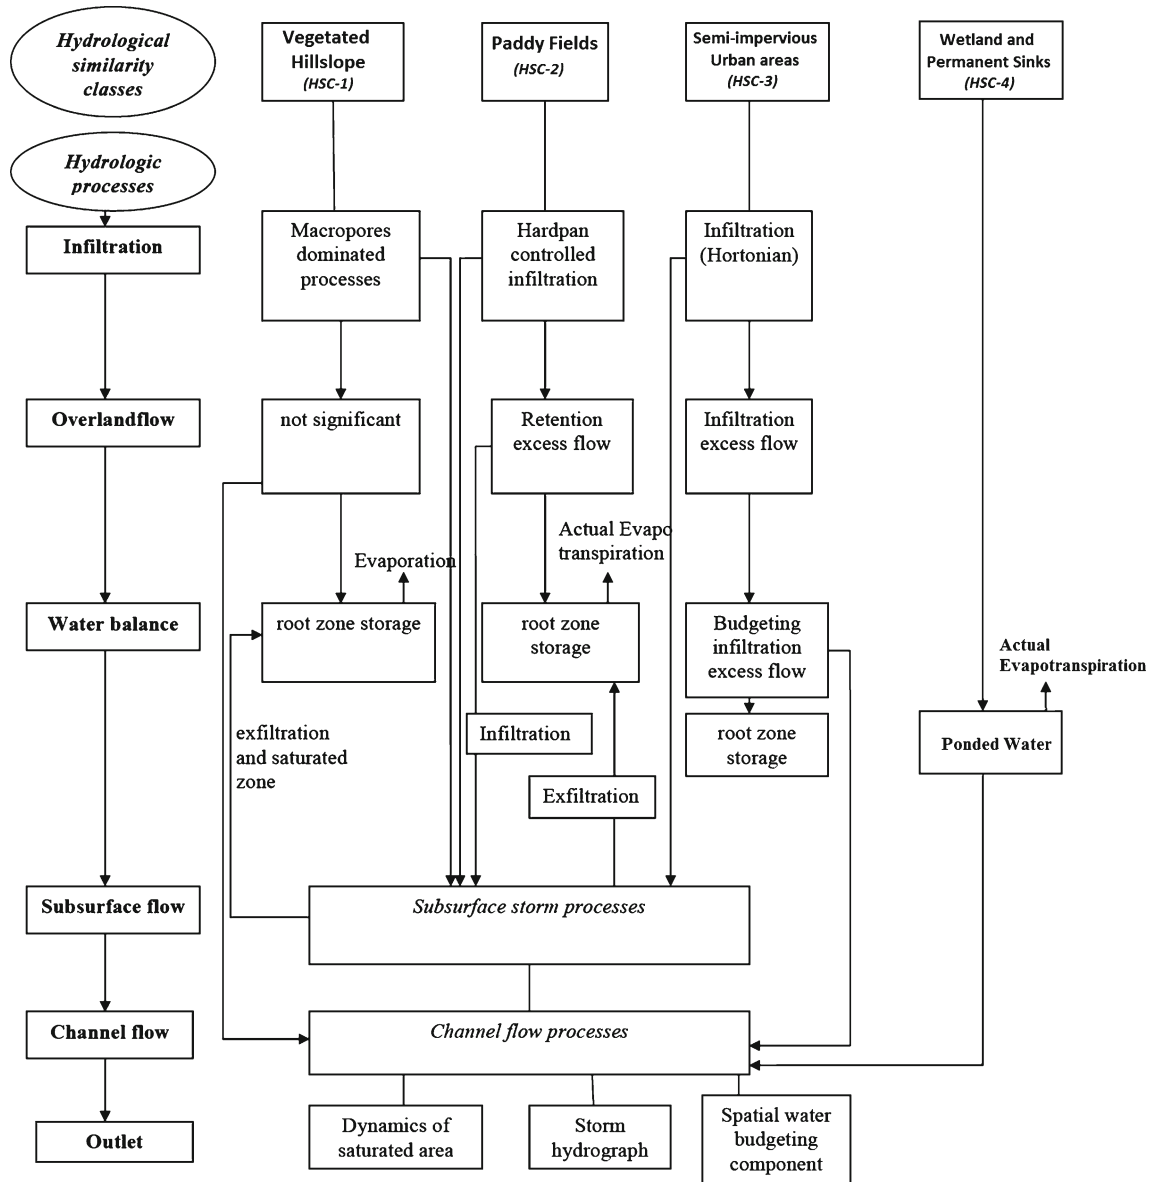 Hydrological
similarity
classes
Vegetated
Hillslope
(HSC-1)
Paddy Fields
(HSC-2)
Semi-impervious
Urban areas
(HSC-3)
Wetland and
Permanent Sinks
(HSC-4)
Hydrologic
processes
Infiltration
Macropores
dominated
processes
Hardpan
controlled
infiltration
Infiltration
(Hortonian)
Overlandflow
not significant
Retention
excess flow
Infiltration
excess flow
Evaporation
Actual Evapo
transpiration
Water balance
root zone storage
root zone
storage
Budgeting
infiltration
excess flow
root zone
storage
Actual
Evapotranspiration
Ponded Water
exfiltration
and saturated
zone
Infiltration
Exfiltration
Subsurface flow
Subsurface storm processes
Channel flow
Channel flow processes
Outlet
Dynamics of
saturated area
Storm
hydrograph
Spatial water
budgeting
component